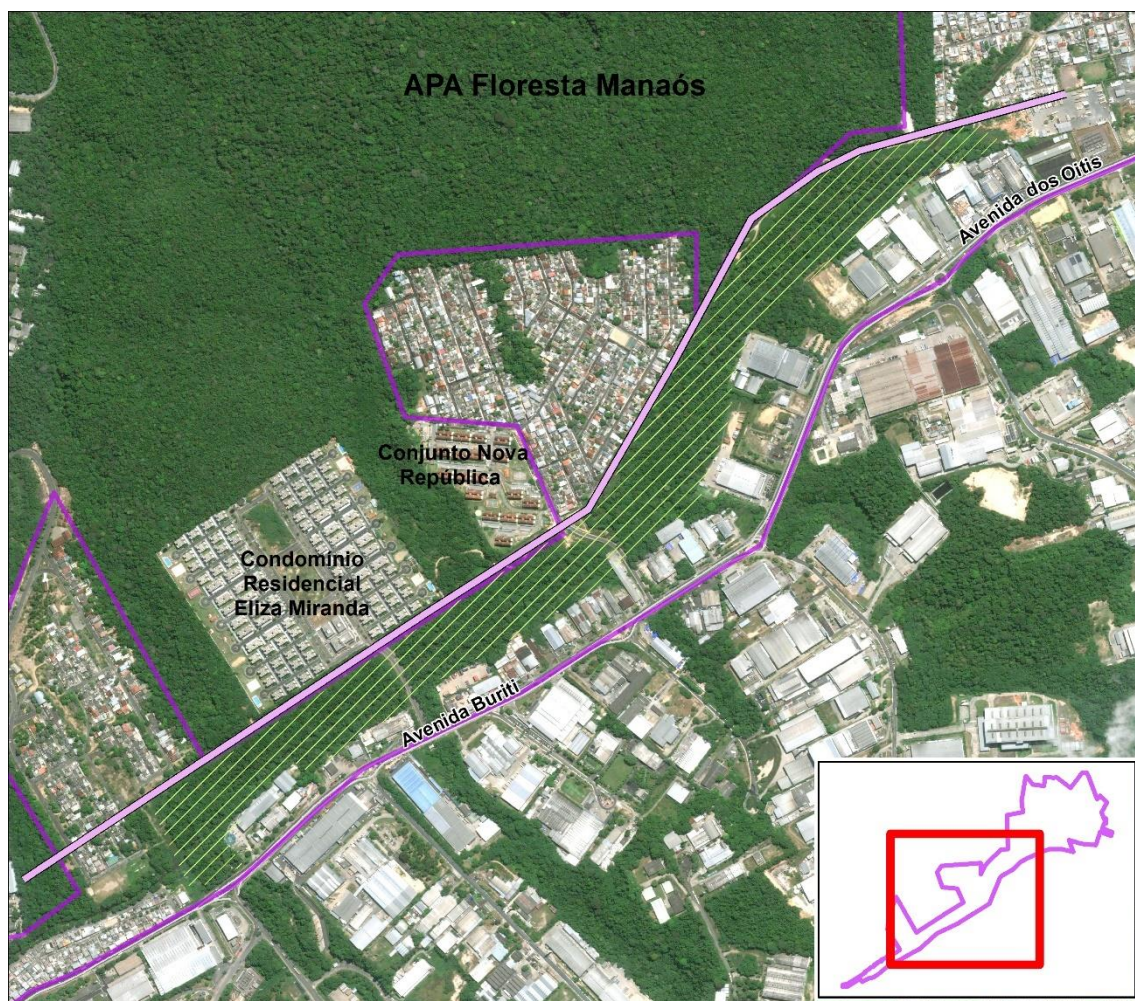 APA Floresta Manaós
Avenida dos Oitis
Conjunto Nova
República
Condomínio
Residencial
Eliza Miranda
Avenida Buriti